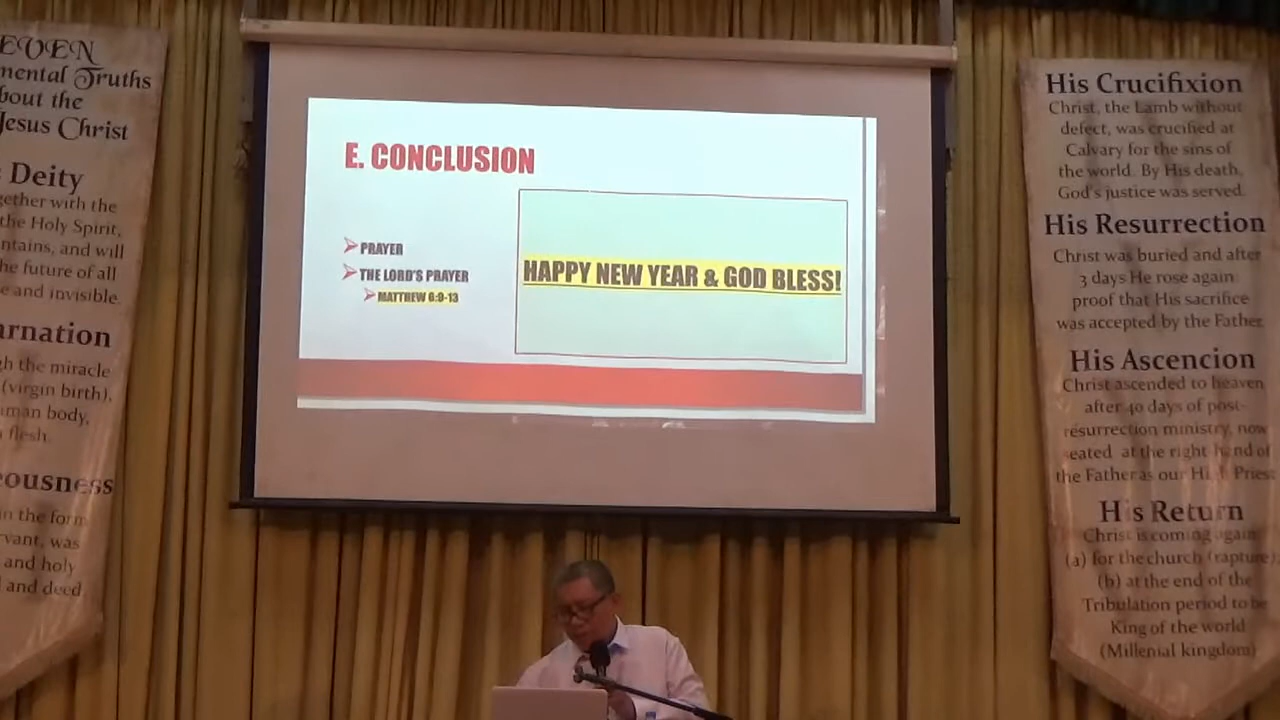 EVEN
mental Truths
bout the
Jesus Christ
Deity
gether with the
the Holy Spirit,
ntains, and will
he future of all
e and invisible.
arnation
gh the miracle
(virgin birth),
uman body,
flesh.
eousness
in the form
rvant, was
and holy
and deed.
E. CONCLUSION
PRAYER
THE LORD'S PRAYER
MATTHEW 6:9-13
HAPPY NEW YEAR & GOD BLESS!
His Crucifixion
Christ, the Lamb without
defect, was crucified at
Calvary for the sins of
the world. By His death,
God's justice was served.
His Resurrection
Christ was buried and after
3 days He rose again
proof that His sacrifice
was accepted by the Father.
His Ascencion
Christ ascended to heaven
after 40 days of post-
resurrection ministry, now
seated at the right hand of
the Father as our High Priest
His Return
Christ is coming again
(a) for the church (rapture)
(b) at the end of the
Tribulation period to be
King of the world
(Millenial kingdom)